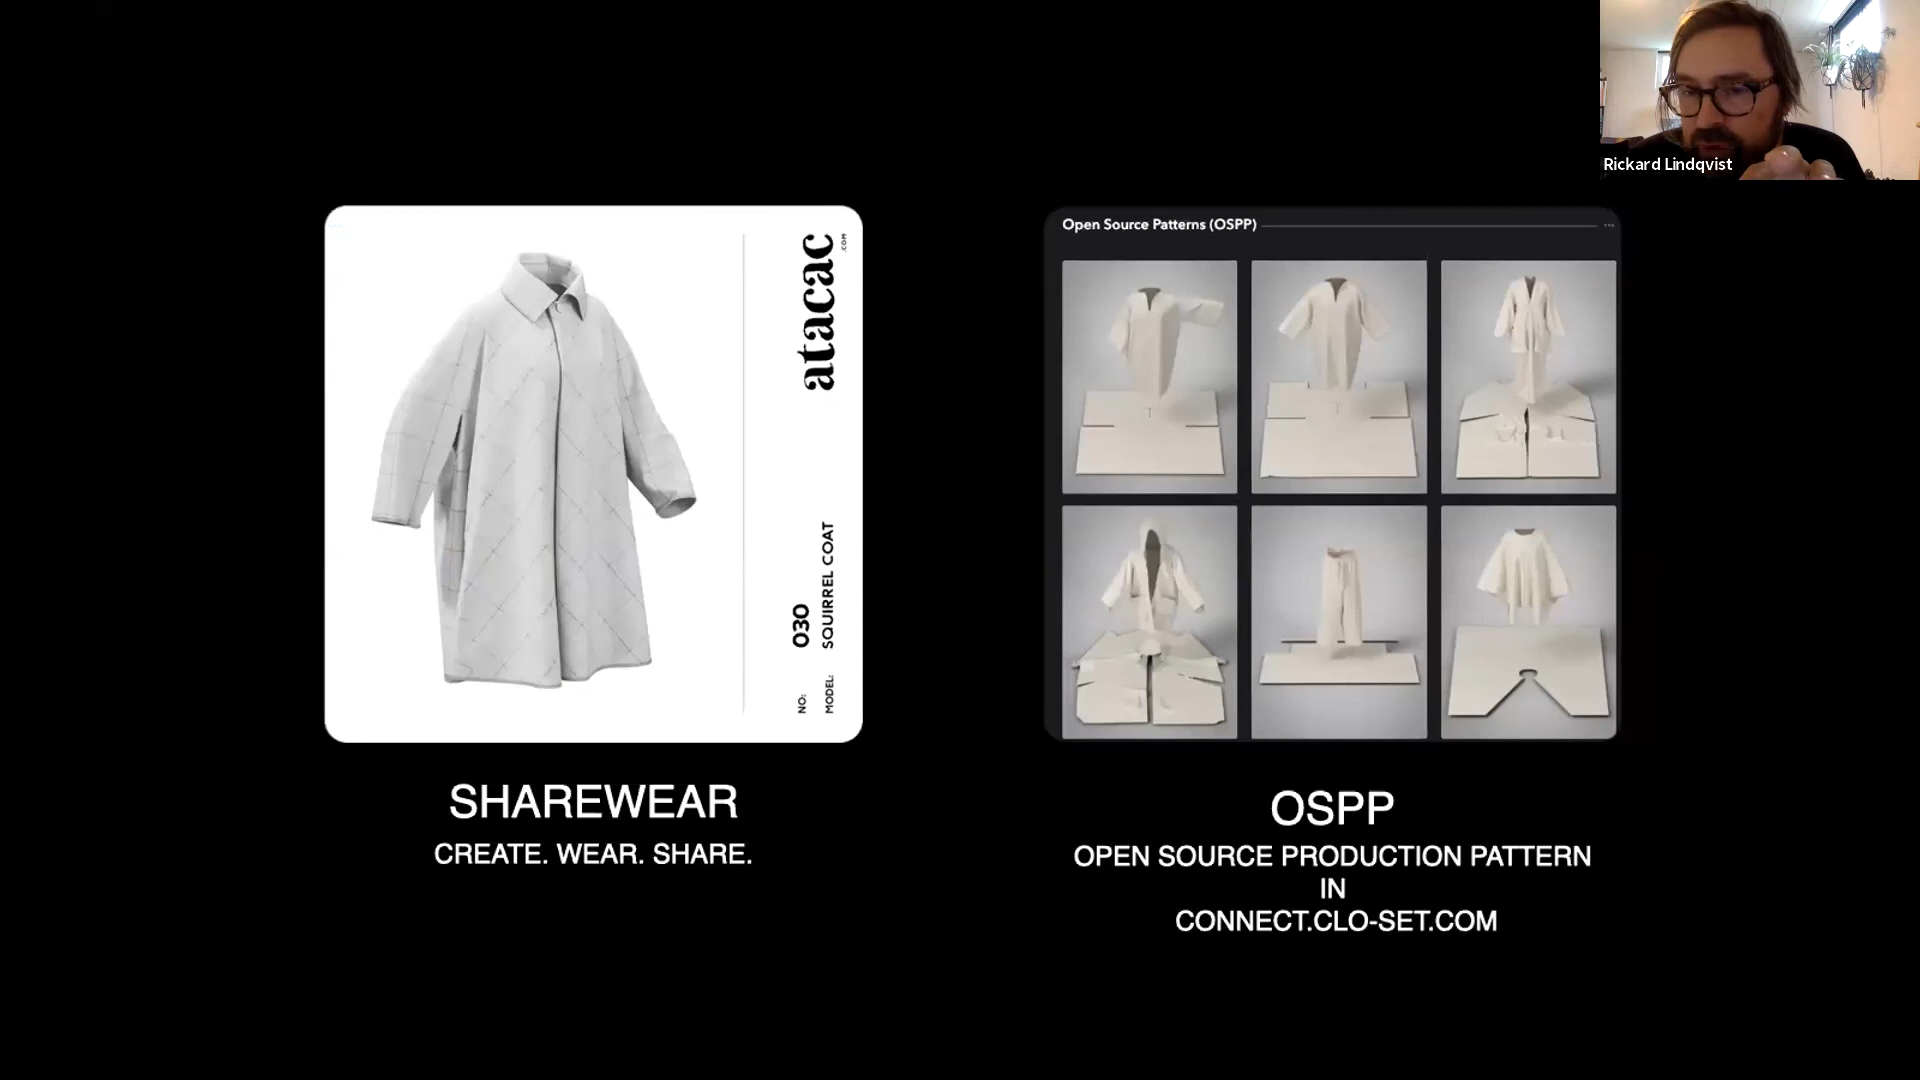 Rickard Lindqvist
atacac
.COM
NO: 030
MODEL: SQUIRREL COAT
SHAREWEAR
CREATE. WEAR. SHARE.
Open Source Patterns (OSPP)
OSPP
OPEN SOURCE PRODUCTION PATTERN
IN
CONNECT.CLO-SET.COM